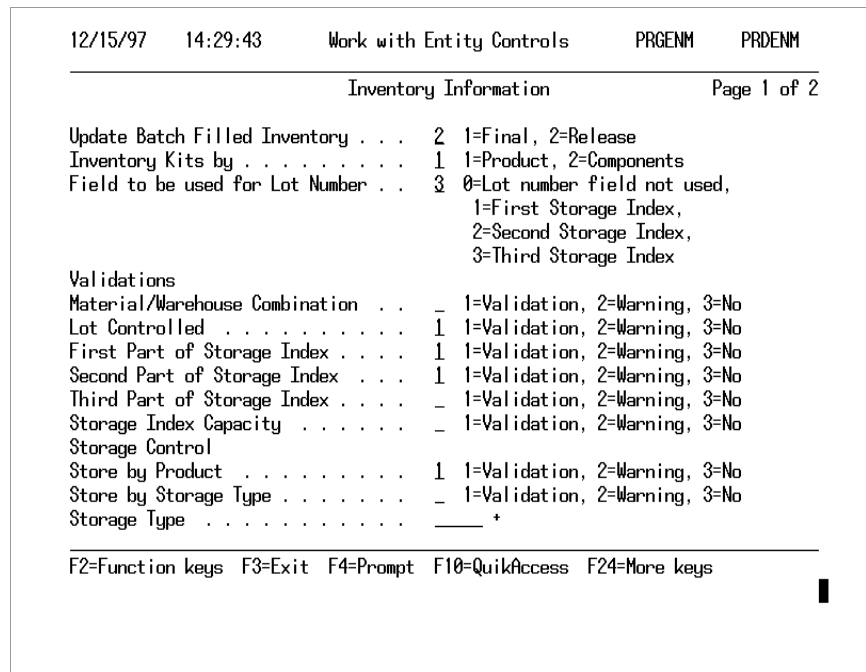 12/15/97 14:29:43 Work with Entity Controls PRGENM PRDENM
Inventory Information Page 1 of 2
Update Batch Filled Inventory . . . 2 1=Final, 2=Release
Inventory Kits by . . . . . . . . . 1 1=Product, 2=Components
Field to be used for Lot Number . . 3 0=Lot number field not used,
1=First Storage Index,
2=Second Storage Index,
3=Third Storage Index
Validations
Material/Warehouse Combination . . _ 1=Validation, 2=Warning, 3=No
Lot Controlled . . . . . . . . . . 1 1=Validation, 2=Warning, 3=No
First Part of Storage Index . . . . 1 1=Validation, 2=Warning, 3=No
Second Part of Storage Index . . . 1 1=Validation, 2=Warning, 3=No
Third Part of Storage Index . . . . _ 1=Validation, 2=Warning, 3=No
Storage Index Capacity . . . . . . _ 1=Validation, 2=Warning, 3=No
Storage Control
Store by Product . . . . . . . . . 1 1=Validation, 2=Warning, 3=No
Store by Storage Type . . . . . . . _ 1=Validation, 2=Warning, 3=No
Storage Type . . . . . . . . . . . _____ +
F2=Function keys F3=Exit F4=Prompt F10=QuikAccess F24=More keys